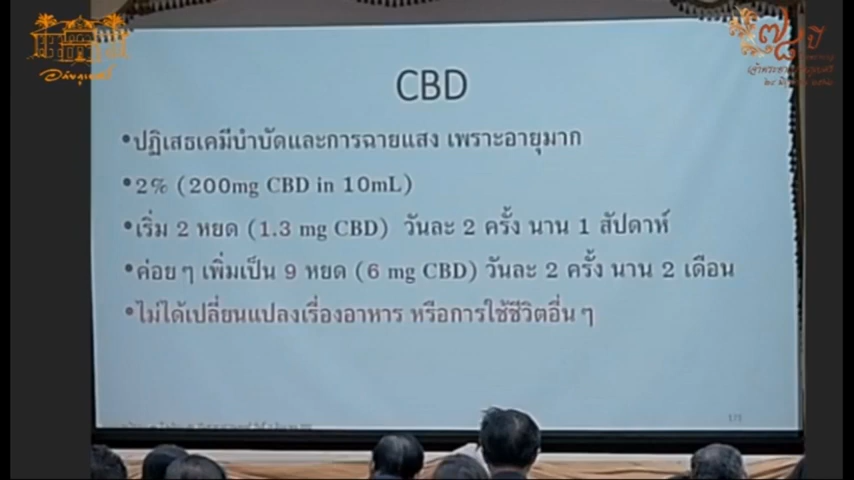 CBD
•ปฏิเสธเคมีบำบัดและการฉายแสง เพราะอายุมาก
•2% (200mg CBD in 10mL)
•เริ่ม 2 หยด (1.3 mg CBD) วันละ 2 ครั้ง นาน 1 สัปดาห์
•ค่อยๆ เพิ่มเป็น 9 หยด (6 mg CBD) วันละ 2 ครั้ง นาน 2 เดือน
•ไม่ได้เปลี่ยนแปลงเรื่องอาหาร หรือการใช้ชีวิตอื่นๆ